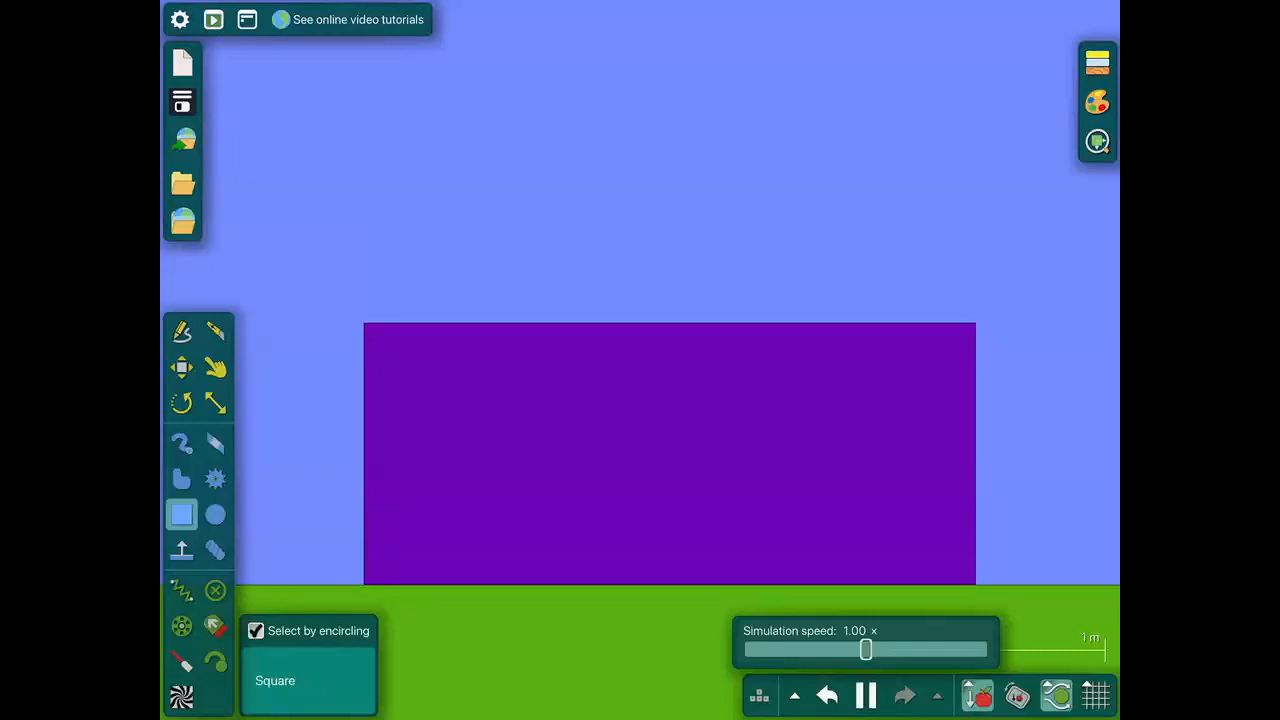 See online video tutorials
Select by encircling
Square
Simulation speed: 1.00 x
1 m